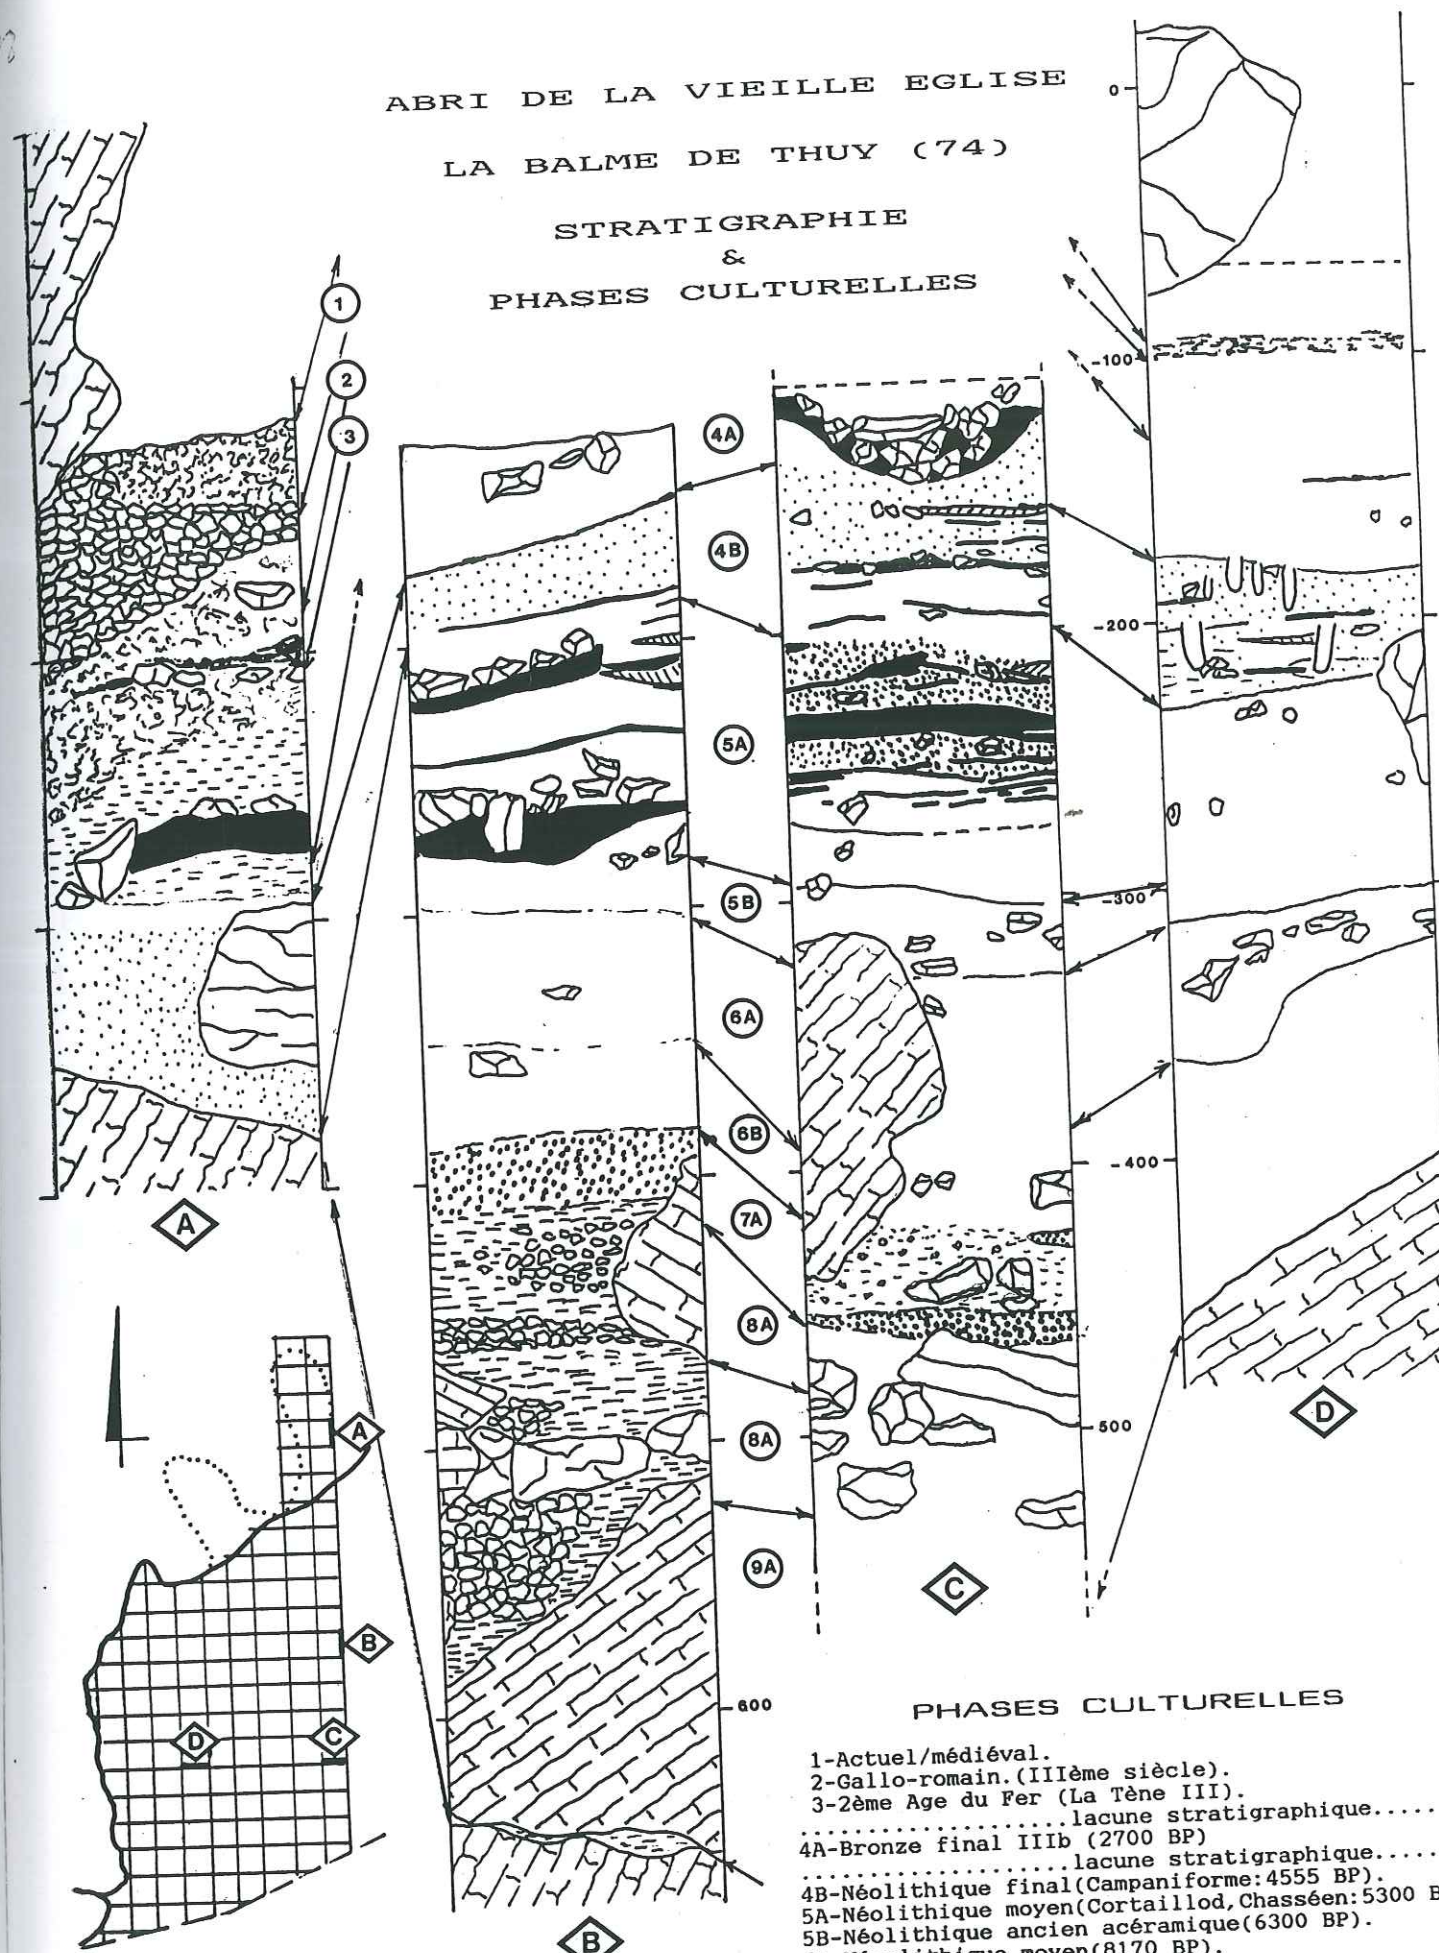 ABRI DE LA VIEILLE EGLISE
LA BALME DE THUY (74)
STRATIGRAPHIE
&
PHASES CULTURELLES
1
2
3
4A
4B
5A
5B
6A
6B
7A
8A
8A
9A
0
-100
-200
-300
-400
-500
-600
A
B
C
D
A
B
C
D
PHASES CULTURELLES
1-Actuel/médiéval.
2-Gallo-romain.(IIIème siècle).
3-2ème Age du Fer (La Tène III).
....................lacune stratigraphique.....
4A-Bronze final IIIb (2700 BP)
....................lacune stratigraphique.....
4B-Néolithique final(Campaniforme:4555 BP).
5A-Néolithique moyen(Cortaillod,Chasséen:5300
5B-Néolithique ancien acéramique(6300 BP).
moyen(8170 BP).